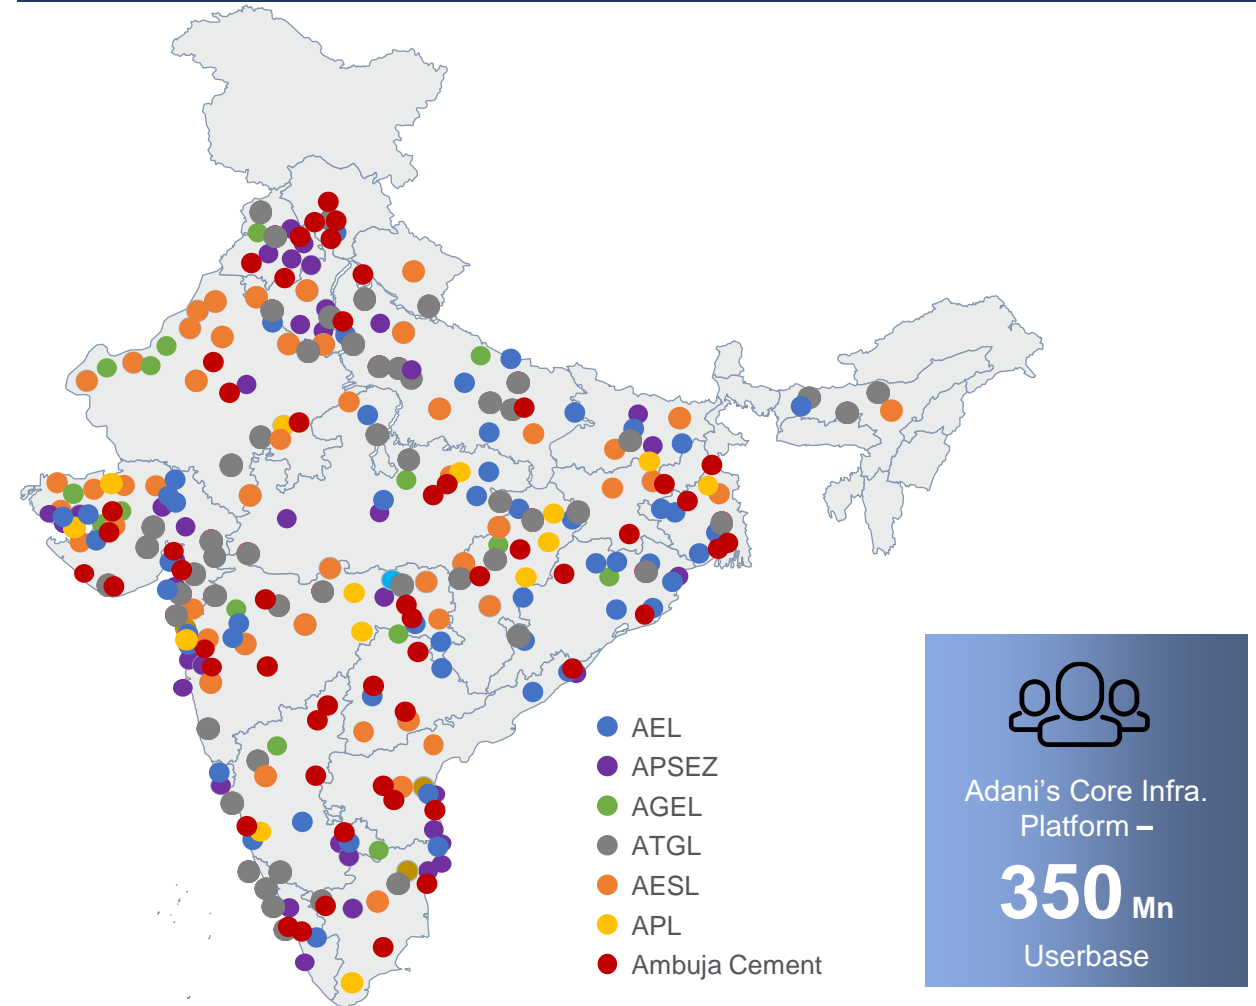 AEL
APSEZ
AGEL
ATGL
AESL
APL
Ambuja Cement
Adani's Core Infra.
Platform –
350 Mn
Userbase